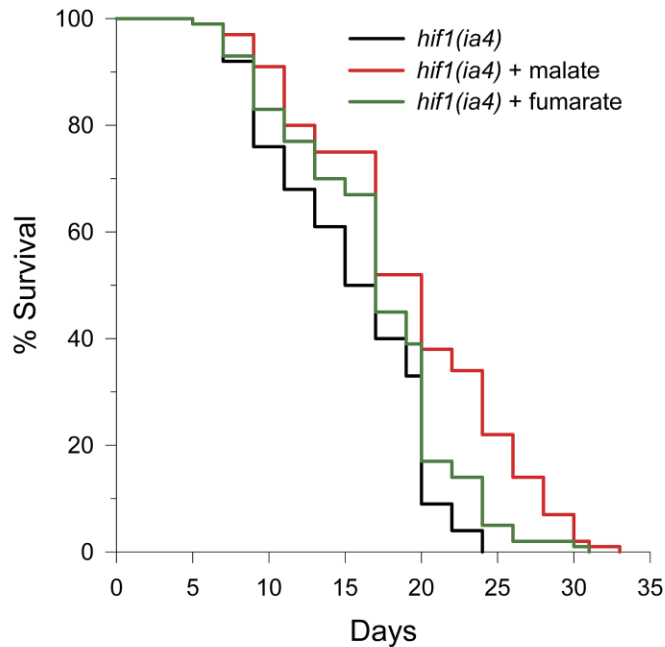 hif1(ia4)
hif1(ia4) + malate
hif1(ia4) + fumarate
% Survival
100
80
60
40
20
0
0 5 10 15 20 25 30 35
Days